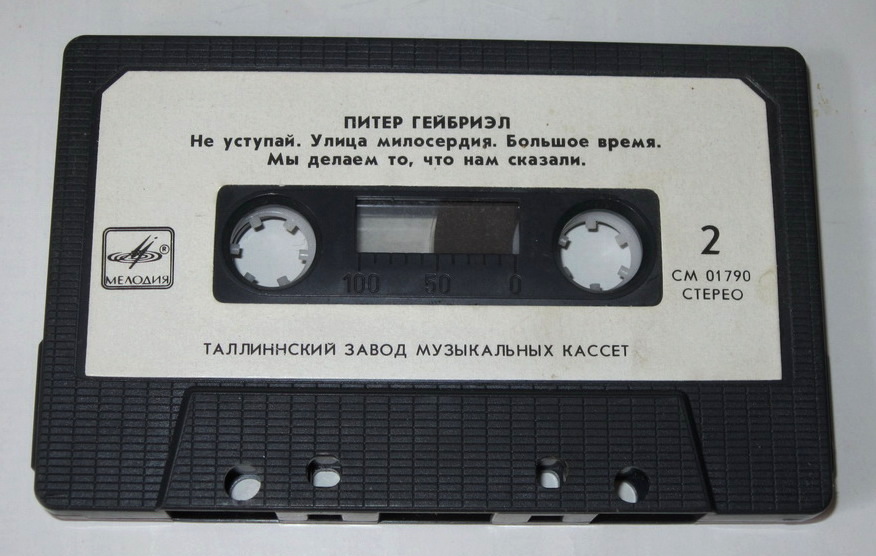 ПИТЕР ГЕЙБРИЭЛ
Не уступай. Улица милосердия. Большое время.
Мы делаем то, что нам сказали.
®
МЕЛОДИЯ
100 50 0
2
СМ 01790
СТЕРЕО
ТАЛЛИННСКИЙ ЗАВОД МУЗЫКАЛЬНЫХ КАССЕТ